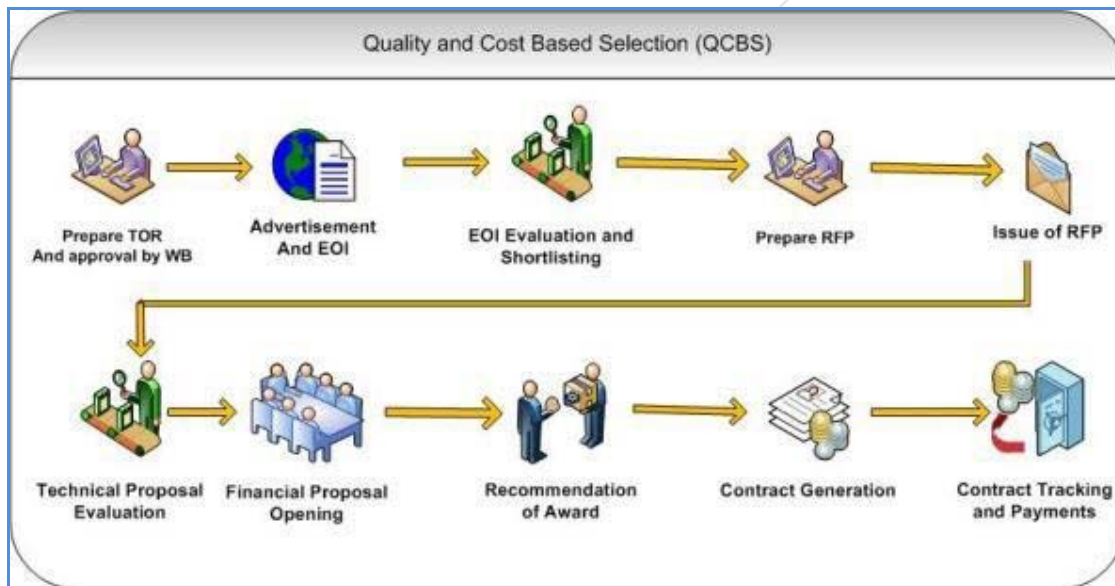 Quality and Cost Based Selection (QCBS)
Prepare TOR
And approval by WB
Advertisement
And EOI
EOI Evaluation and
Shortlisting
Prepare RFP
Issue of RFP
Technical Proposal
Evaluation
Financial Proposal
Opening
Recommendation
of Award
Contract Generation
Contract Tracking
and Payments